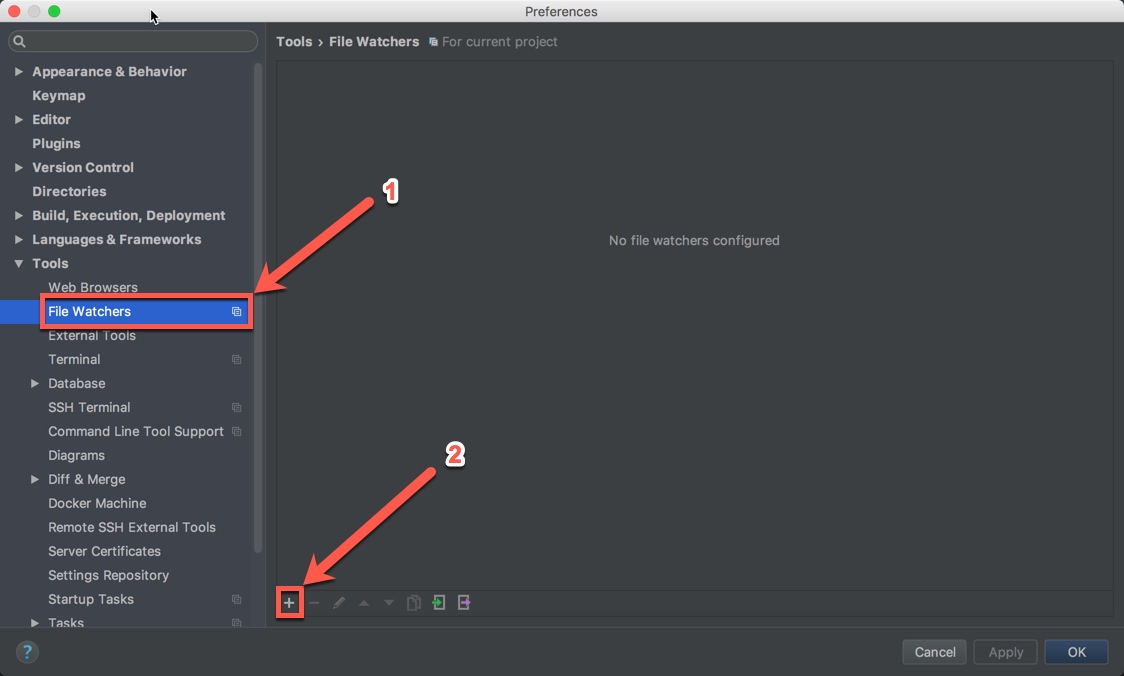 Preferences
Tools › File Watchers For current project
Appearance & Behavior
Keymap
Editor
Plugins
Version Control
Directories
Build, Execution, Deployment
Languages & Frameworks
Tools
Web Browsers
File Watchers
External Tools
Terminal
Database
SSH Terminal
Command Line Tool Support
Diagrams
Diff & Merge
Docker Machine
Remote SSH External Tools
Server Certificates
Settings Repository
Startup Tasks
Tasks
1
No file watchers configured
2
?
Cancel
Apply
OK